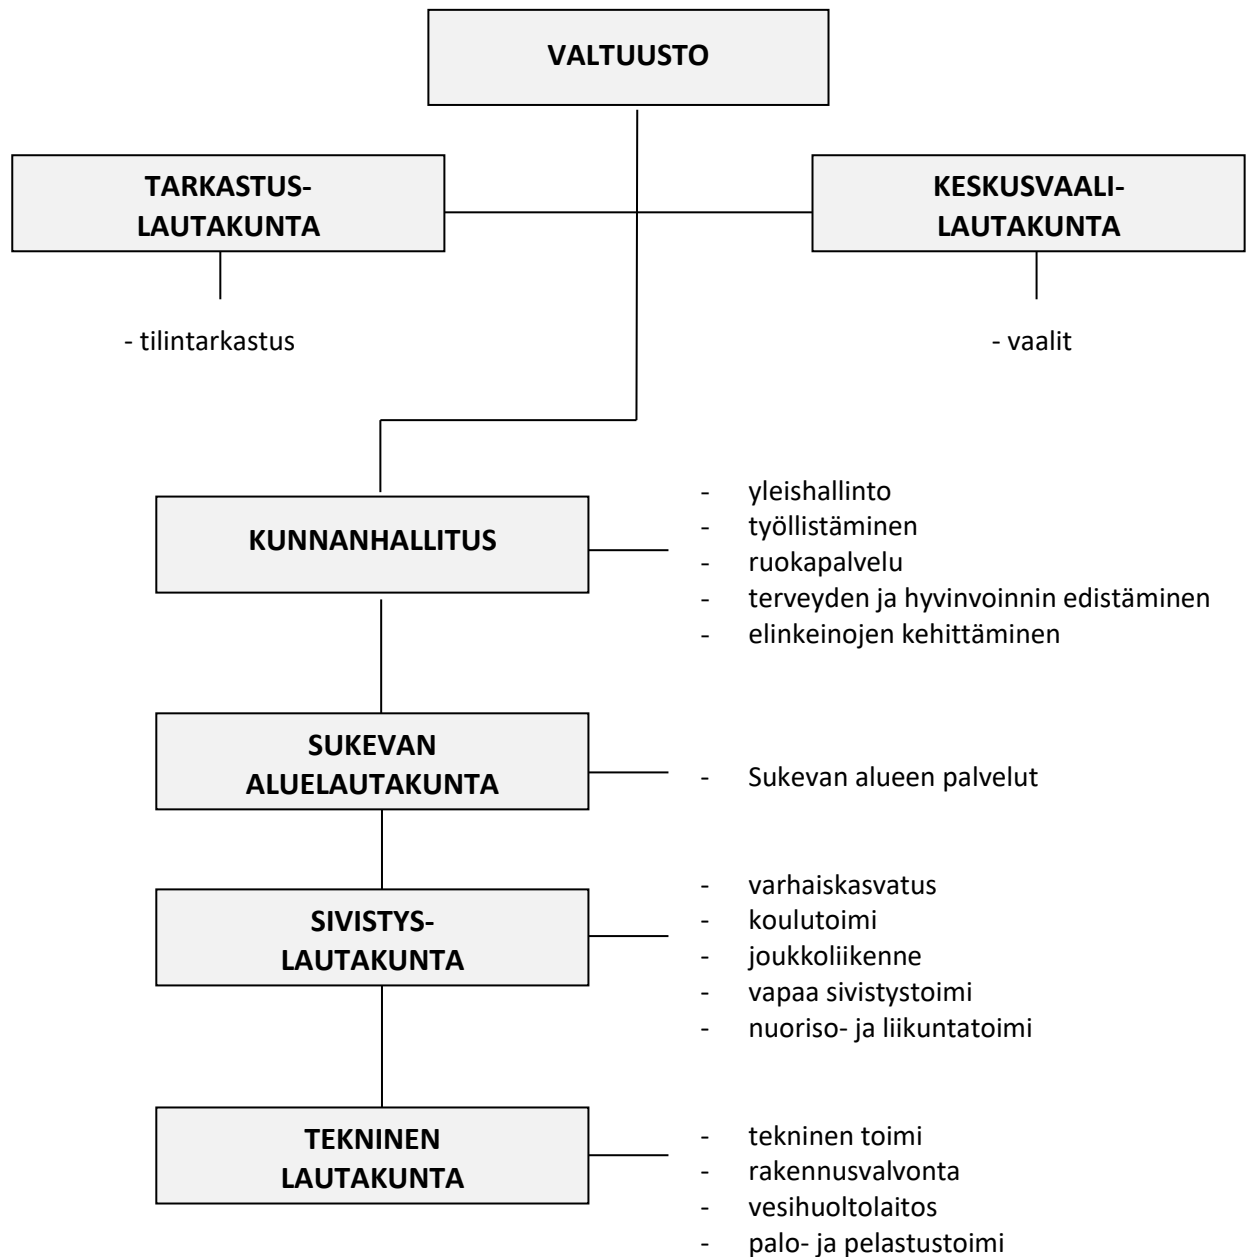 VALTUUSTO
TARKASTUS-
LAUTAKUNTA
KESKUSVAALI-
LAUTAKUNTA
- tilintarkastus
- vaalit
KUNNANHALLITUS
- yleishallinto
- työllistäminen
- ruokapalvelu
- terveyden ja hyvinvoinnin edistäminen
- elinkeinojen kehittäminen
SUKEVAN
ALUELAUTAKUNTA
- Sukevan alueen palvelut
SIVISTYS-
LAUTAKUNTA
- varhaiskasvatus
- koulutoimi
- joukkoliikenne
- vapaa sivistystoimi
- nuoriso- ja liikuntatoimi
TEKNINEN
LAUTAKUNTA
- tekninen toimi
- rakennusvalvonta
- vesihuoltolaitos
- palo- ja pelastustoimi